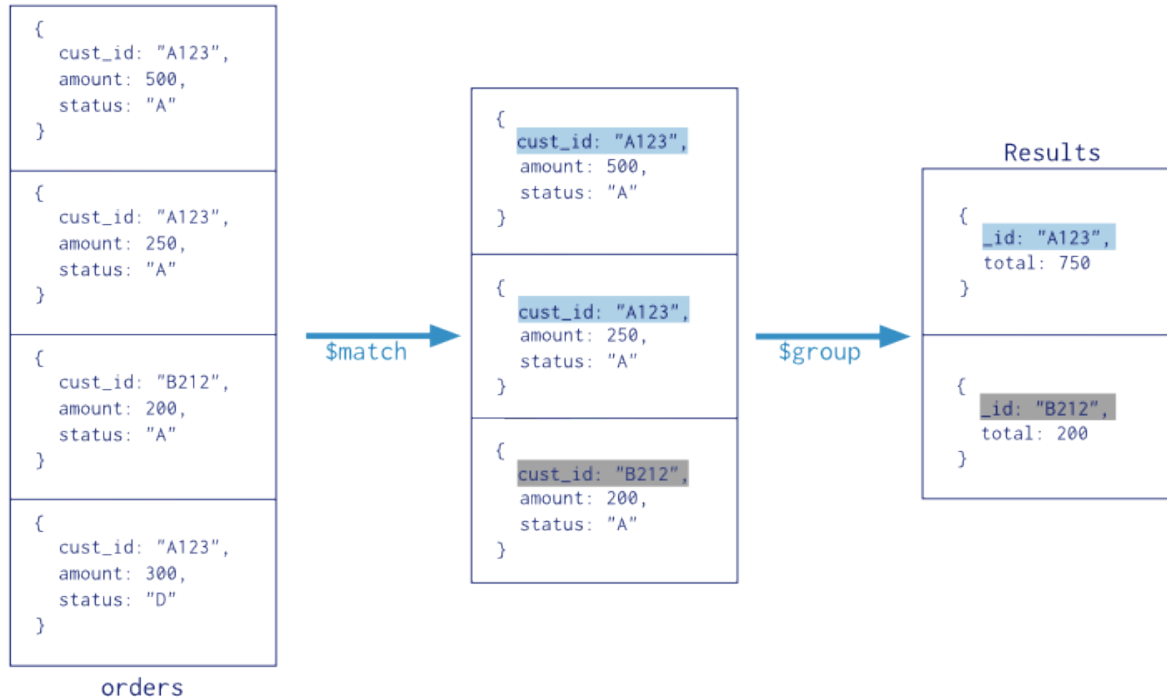 {
cust_id: "A123",
amount: 500,
status: "A"
}
{
cust_id: "A123",
amount: 250,
status: "A"
}
{
cust_id: "B212",
amount: 200,
status: "A"
}
{
cust_id: "A123",
amount: 300,
status: "D"
}
orders
$match
{
cust_id: "A123",
amount: 500,
status: "A"
}
{
cust_id: "A123",
amount: 250,
status: "A"
}
{
cust_id: "B212",
amount: 200,
status: "A"
}
$group
Results
{
_id: "A123",
total: 750
}
{
_id: "B212",
total: 200
}